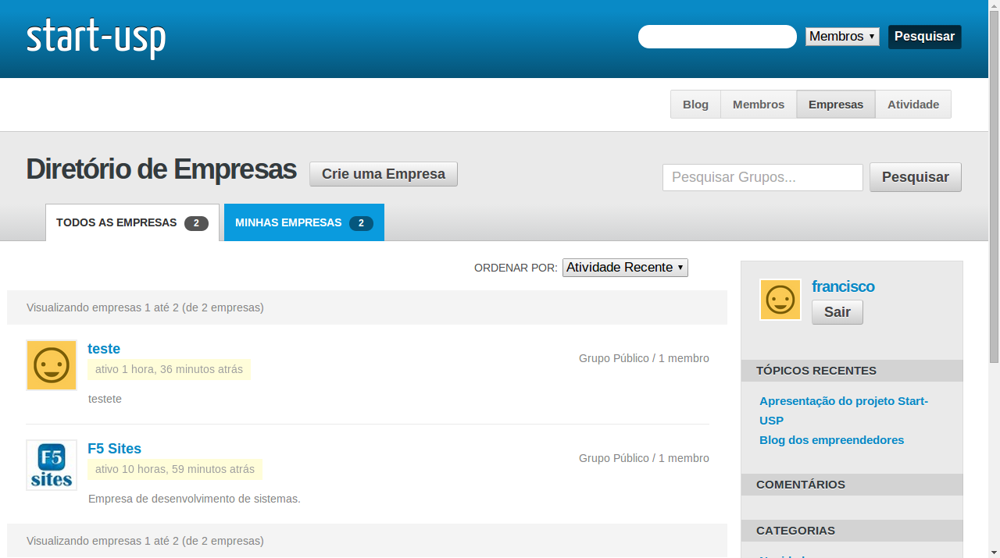 start-usp
Membros
Pesquisar
Blog
Membros
Empresas
Atividade
Diretório de Empresas
Crie uma Empresa
Pesquisar Grupos...
Pesquisar
TODOS AS EMPRESAS 2
MINHAS EMPRESAS 2
ORDENAR POR: Atividade Recente
Visualizando empresas 1 até 2 (de 2 empresas)
teste
ativo 1 hora, 36 minutos atrás
Grupo Público / 1 membro
testete
F5 Sites
F5
sites
ativo 10 horas, 59 minutos atrás
Grupo Público / 1 membro
Empresa de desenvolvimento de sistemas.
Visualizando empresas 1 até 2 (de 2 empresas)
francisco
Sair
TÓPICOS RECENTES
Apresentação do projeto Start-
USP
Blog dos empreendedores
COMENTÁRIOS
CATEGORIAS